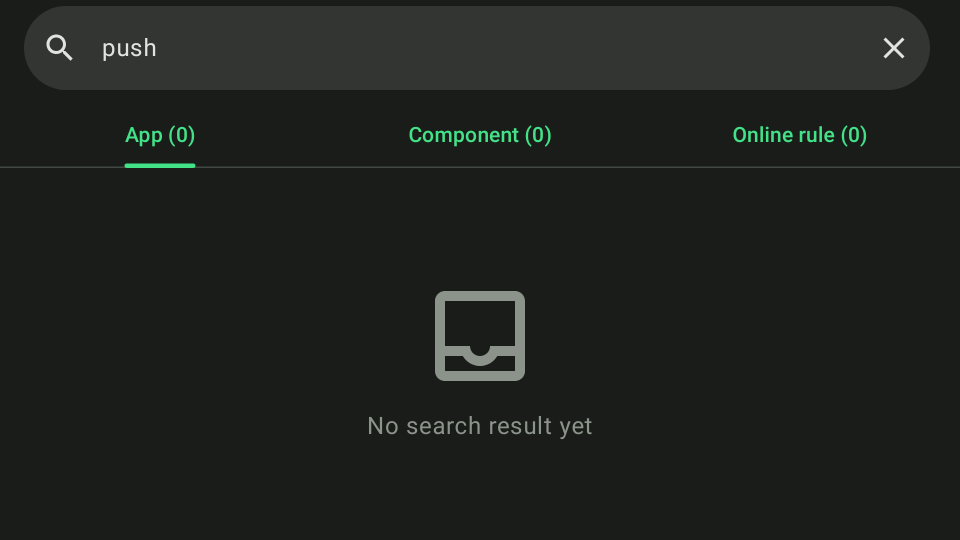 push
App (0)
Component (0)
Online rule (0)
No search result yet